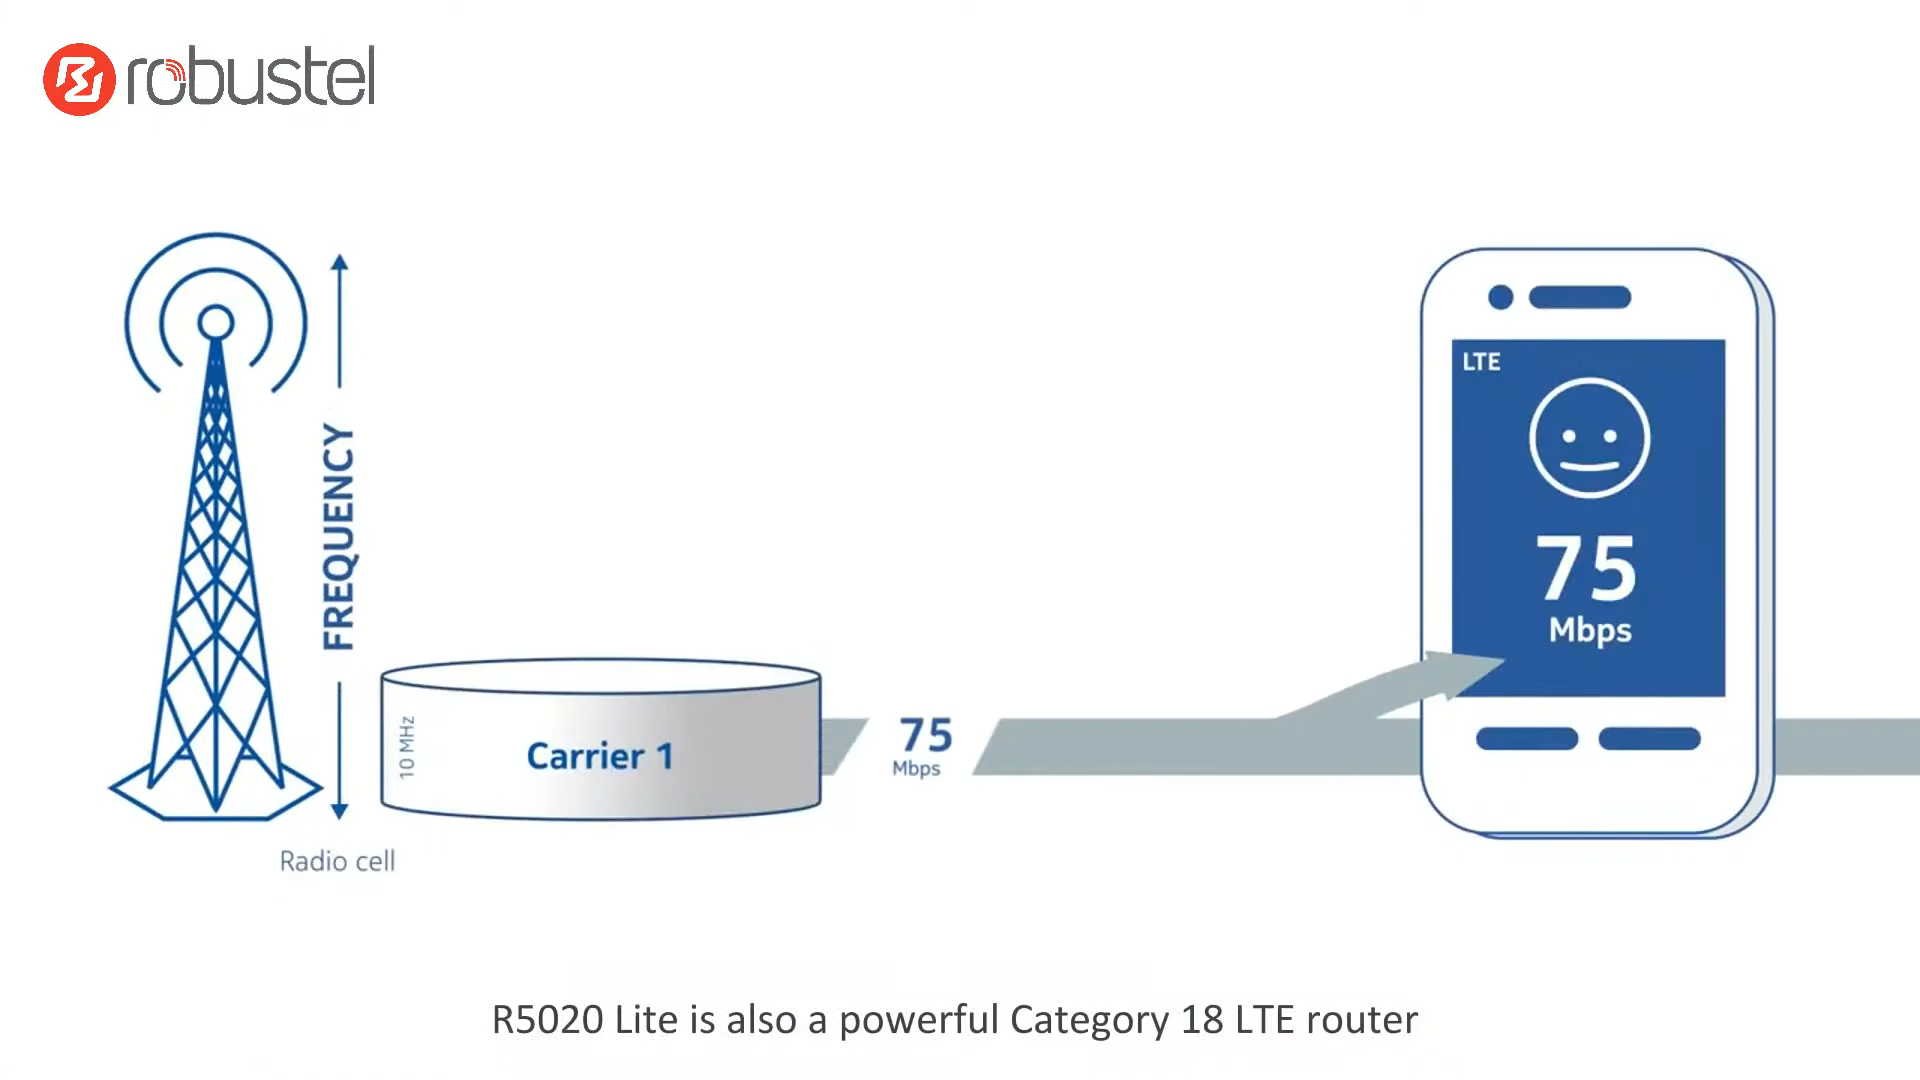 robustel
LTE
75
Mbps
FREQUENCY
10 MHz
Carrier 1
75
Mbps
Radio cell
R5020 Lite is also a powerful Category 18 LTE router